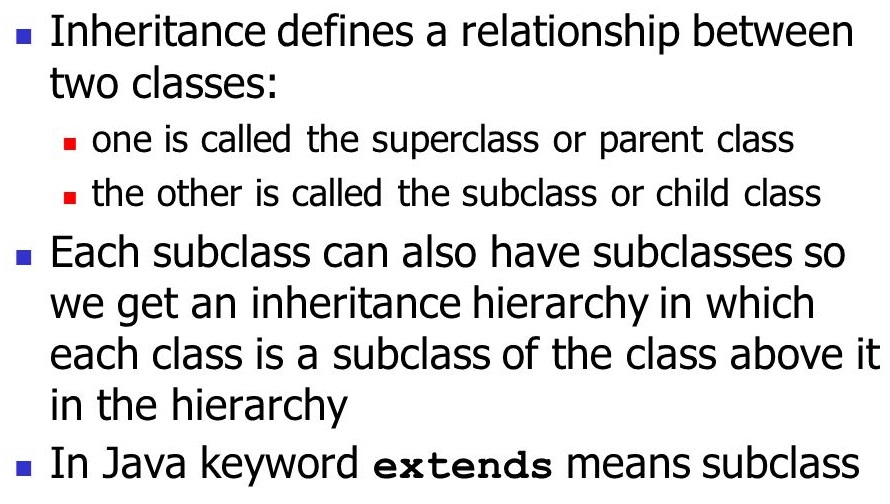 Inheritance defines a relationship between
two classes:
one is called the superclass or parent class
the other is called the subclass or child class
Each subclass can also have subclasses so
we get an inheritance hierarchy in which
each class is a subclass of the class above it
in the hierarchy
In Java keyword extends means subclass